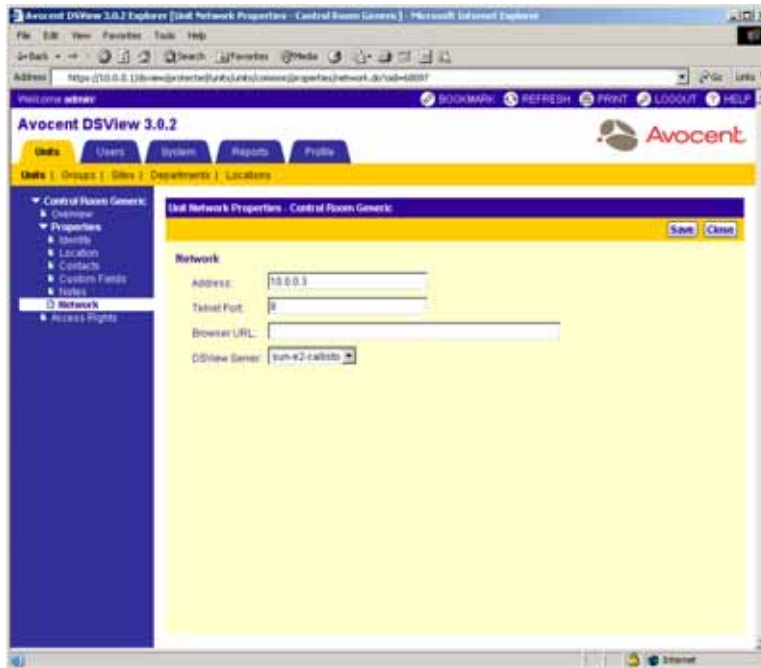 Avocent DSView 3.0.2 Explorer [Unit Network Properties - Control Room Generic] - Microsoft Internet Explorer
File Edit View Favorites Tools Help
Back Search Favorites Media
Address Go Links
Welcome admin BOOKMARK REFRESH PRINT LOGOUT HELP
Avocent DSView 3.0.2
Avocent
Units Users System Reports Profile
Units | Groups | Sites | Departments | Locations
Control Room Generic
Overview
Properties
Identity
Location
Contacts
Custom Fields
Notes
Network
Access Rights
Unit Network Properties - Control Room Generic
Save Close
Network
Address: 10.0.0.3
Telnet Port:
Browser URL:
DSView Server: sun-e2-callisto
Internet